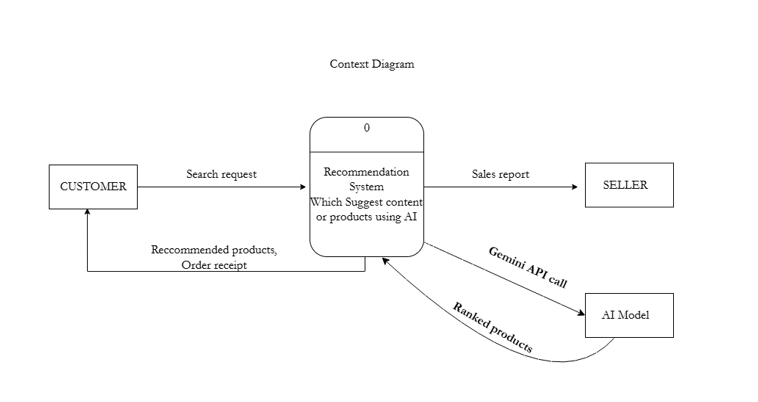 Context Diagram
0
CUSTOMER
Search request
Recommendation
System
Which Suggest content
or products using AI
Sales report
SELLER
Reccommended products,
Order receipt
Gemini API call
AI Model
Ranked products